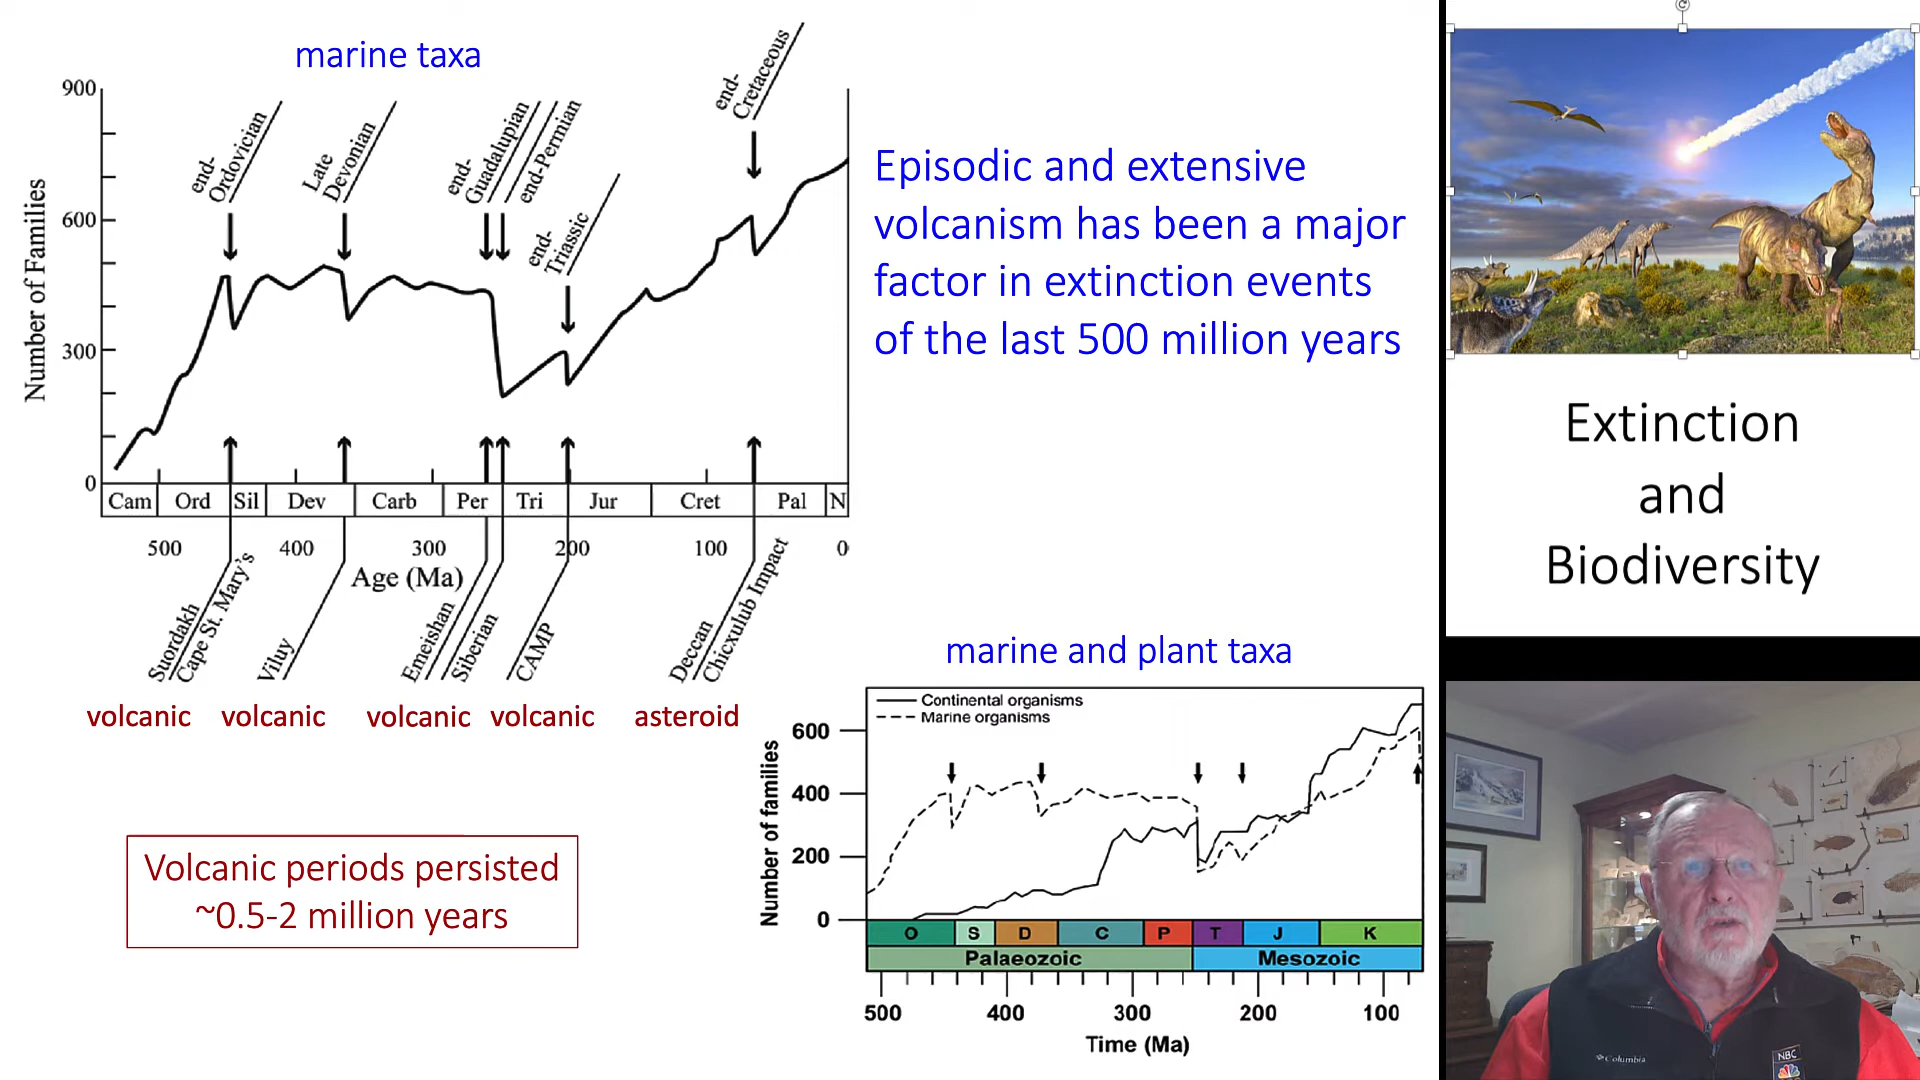 marine taxa
900
600
300
0
Number of Families
end-
Ordovician
Late
Devonian
end-
Guadalupian
end-Permian
end-
Triassic
end-
Cretaceous
Cam Ord Sil Dev Carb Per Tri Jur Cret Pal N
500 400 300 200 100 0
Age (Ma)
Suordakh
Cape St. Mary's
Viluy
Emeishan
Siberian
CAMP
Deccan
Chicxulub Impact
volcanic volcanic volcanic volcanic asteroid
Volcanic periods persisted
~0.5-2 million years
Episodic and extensive
volcanism has been a major
factor in extinction events
of the last 500 million years
marine and plant taxa
Continental organisms
Marine organisms
600
400
200
0
Number of families
O S D C P T J K
Palaeozoic Mesozoic
500 400 300 200 100
Time (Ma)
Extinction
and
Biodiversity
Columbia
NBC